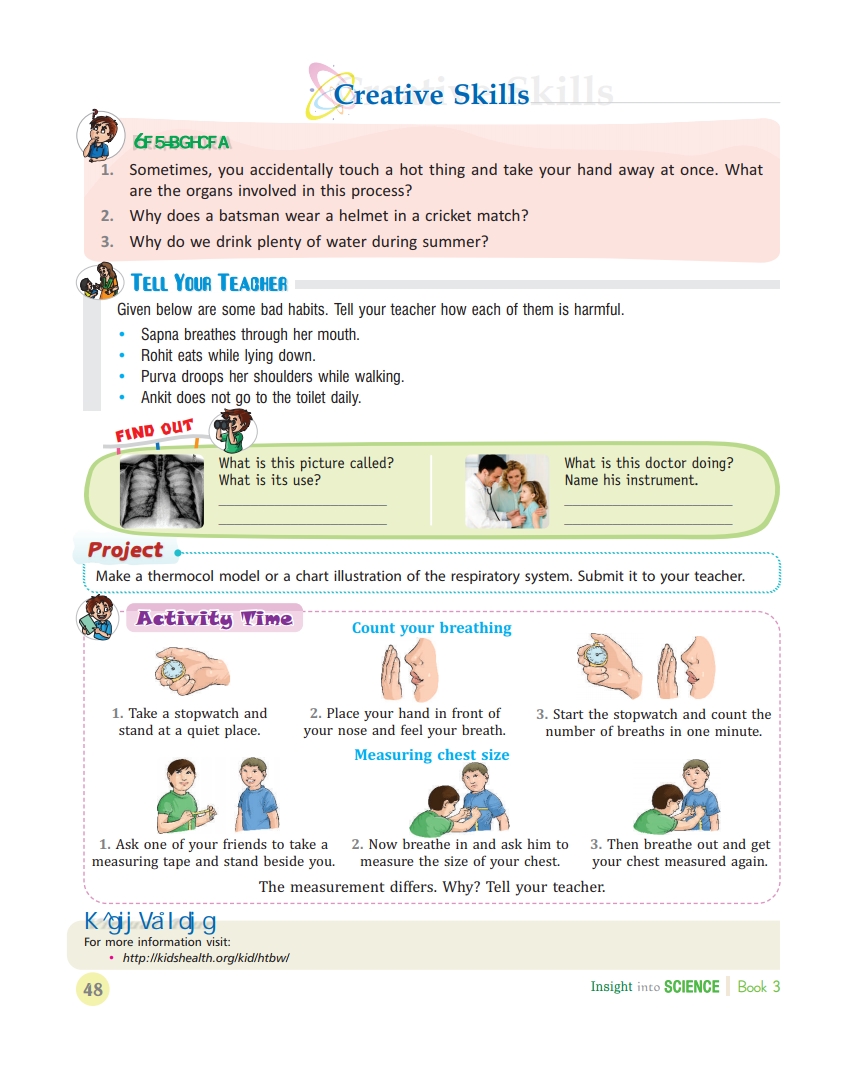 Creative Skills
6F5=BGHCFA
1. Sometimes, you accidentally touch a hot thing and take your hand away at once. What
are the organs involved in this process?
2. Why does a batsman wear a helmet in a cricket match?
3. Why do we drink plenty of water during summer?
TELL YOUR TEACHER
Given below are some bad habits. Tell your teacher how each of them is harmful.
• Sapna breathes through her mouth.
• Rohit eats while lying down.
• Purva droops her shoulders while walking.
• Ankit does not go to the toilet daily.
FIND OUT
What is this picture called?
What is its use?
What is this doctor doing?
Name his instrument.
Project
Make a thermocol model or a chart illustration of the respiratory system. Submit it to your teacher.
Activity Time
Count your breathing
1. Take a stopwatch and
stand at a quiet place.
2. Place your hand in front of
your nose and feel your breath.
3. Start the stopwatch and count the
number of breaths in one minute.
Measuring chest size
1. Ask one of your friends to take a
measuring tape and stand beside you.
2. Now breathe in and ask him to
measure the size of your chest.
3. Then breathe out and get
your chest measured again.
The measurement differs. Why? Tell your teacher.
For more information visit:
• http://kidshealth.org/kid/htbw/
48
Insight into SCIENCE Book 3